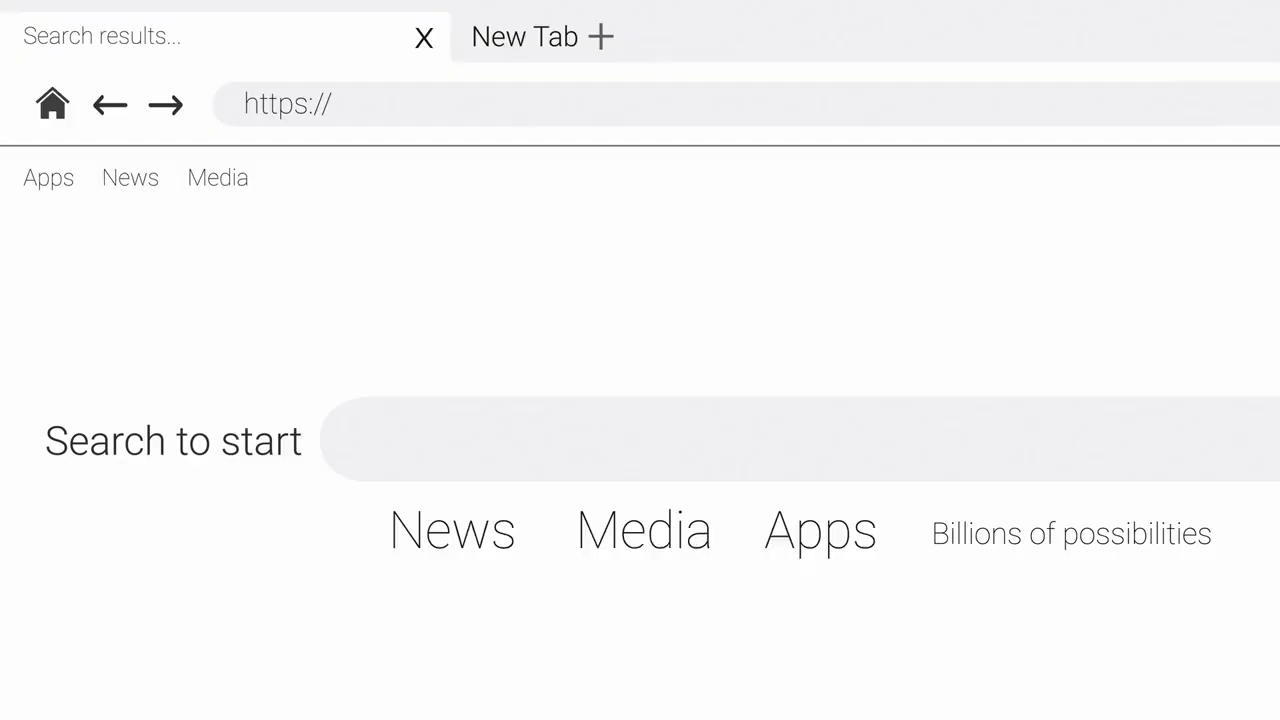 Search results... X New Tab +
https://
Apps News Media
Search to start
News Media Apps Billions of possibilities